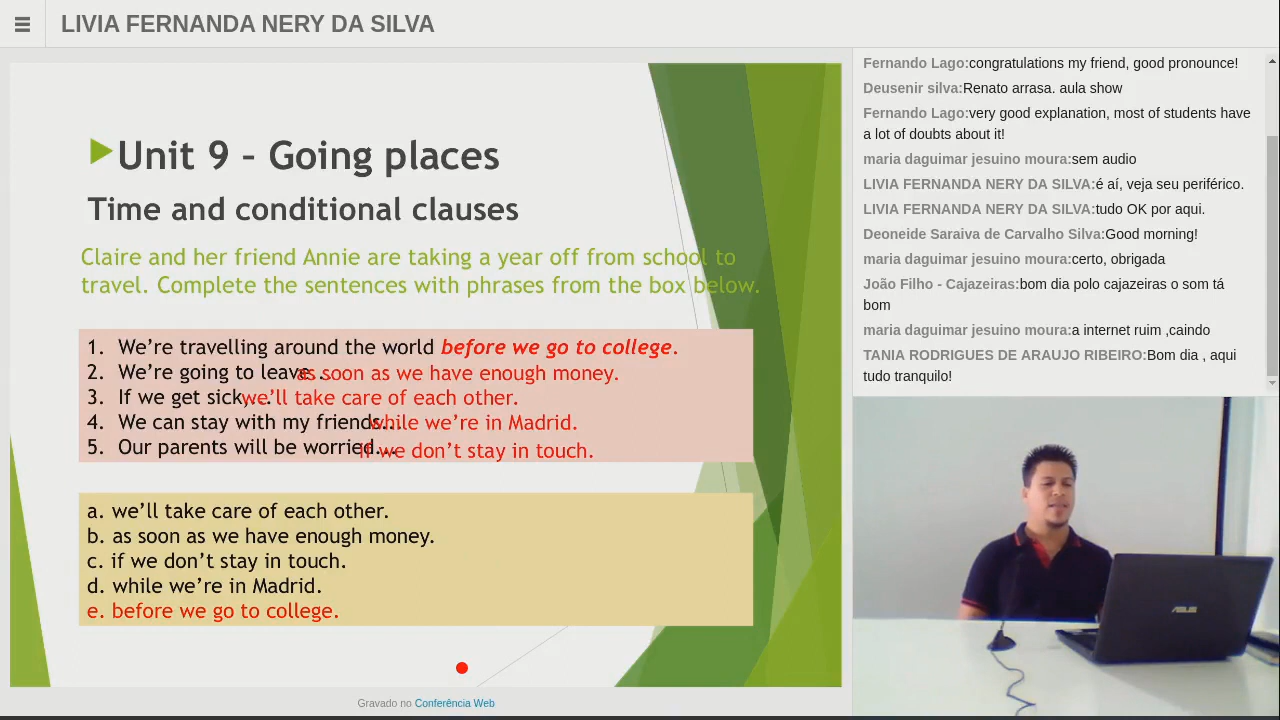 LIVIA FERNANDA NERY DA SILVA
Unit 9 – Going places
Time and conditional clauses
Claire and her friend Annie are taking a year off from school to
travel. Complete the sentences with phrases from the box below.
1. We're travelling around the world before we go to college.
2. We're going to leave... as soon as we have enough money.
3. If we get sick,... we'll take care of each other.
4. We can stay with my friends... while we're in Madrid.
5. Our parents will be worried... if we don't stay in touch.
a. we'll take care of each other.
b. as soon as we have enough money.
c. if we don't stay in touch.
d. while we're in Madrid.
e. before we go to college.
Gravado no Conferência Web
Fernando Lago:congratulations my friend, good pronounce!
Deusenir silva:Renato arrasa. aula show
Fernando Lago:very good explanation, most of students have
a lot of doubts about it!
maria daguimar jesuino moura:sem audio
LIVIA FERNANDA NERY DA SILVA:é aí, veja seu periférico.
LIVIA FERNANDA NERY DA SILVA:tudo OK por aqui.
Deoneide Saraiva de Carvalho Silva:Good morning!
maria daguimar jesuino moura:certo, obrigada
João Filho - Cajazeiras:bom dia polo cajazeiras o som tá
bom
maria daguimar jesuino moura:a internet ruim ,caindo
TANIA RODRIGUES DE ARAUJO RIBEIRO:Bom dia , aqui
tudo tranquilo!
ASUS